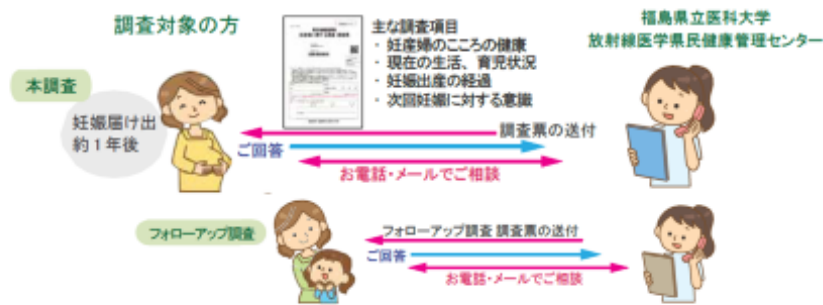 調査対象の方
主な調査項目
・妊産婦のこころの健康
・現在の生活、育児状況
・妊娠出産の経過
・次回妊娠に対する意識
福島県立医科大学
放射線医学県民健康管理センター
本調査
妊娠届け出
約1年後
調査票の送付
ご回答
お電話・メールでご相談
フォローアップ調査
フォローアップ調査 調査票の送付
ご回答
お電話・メールでご相談